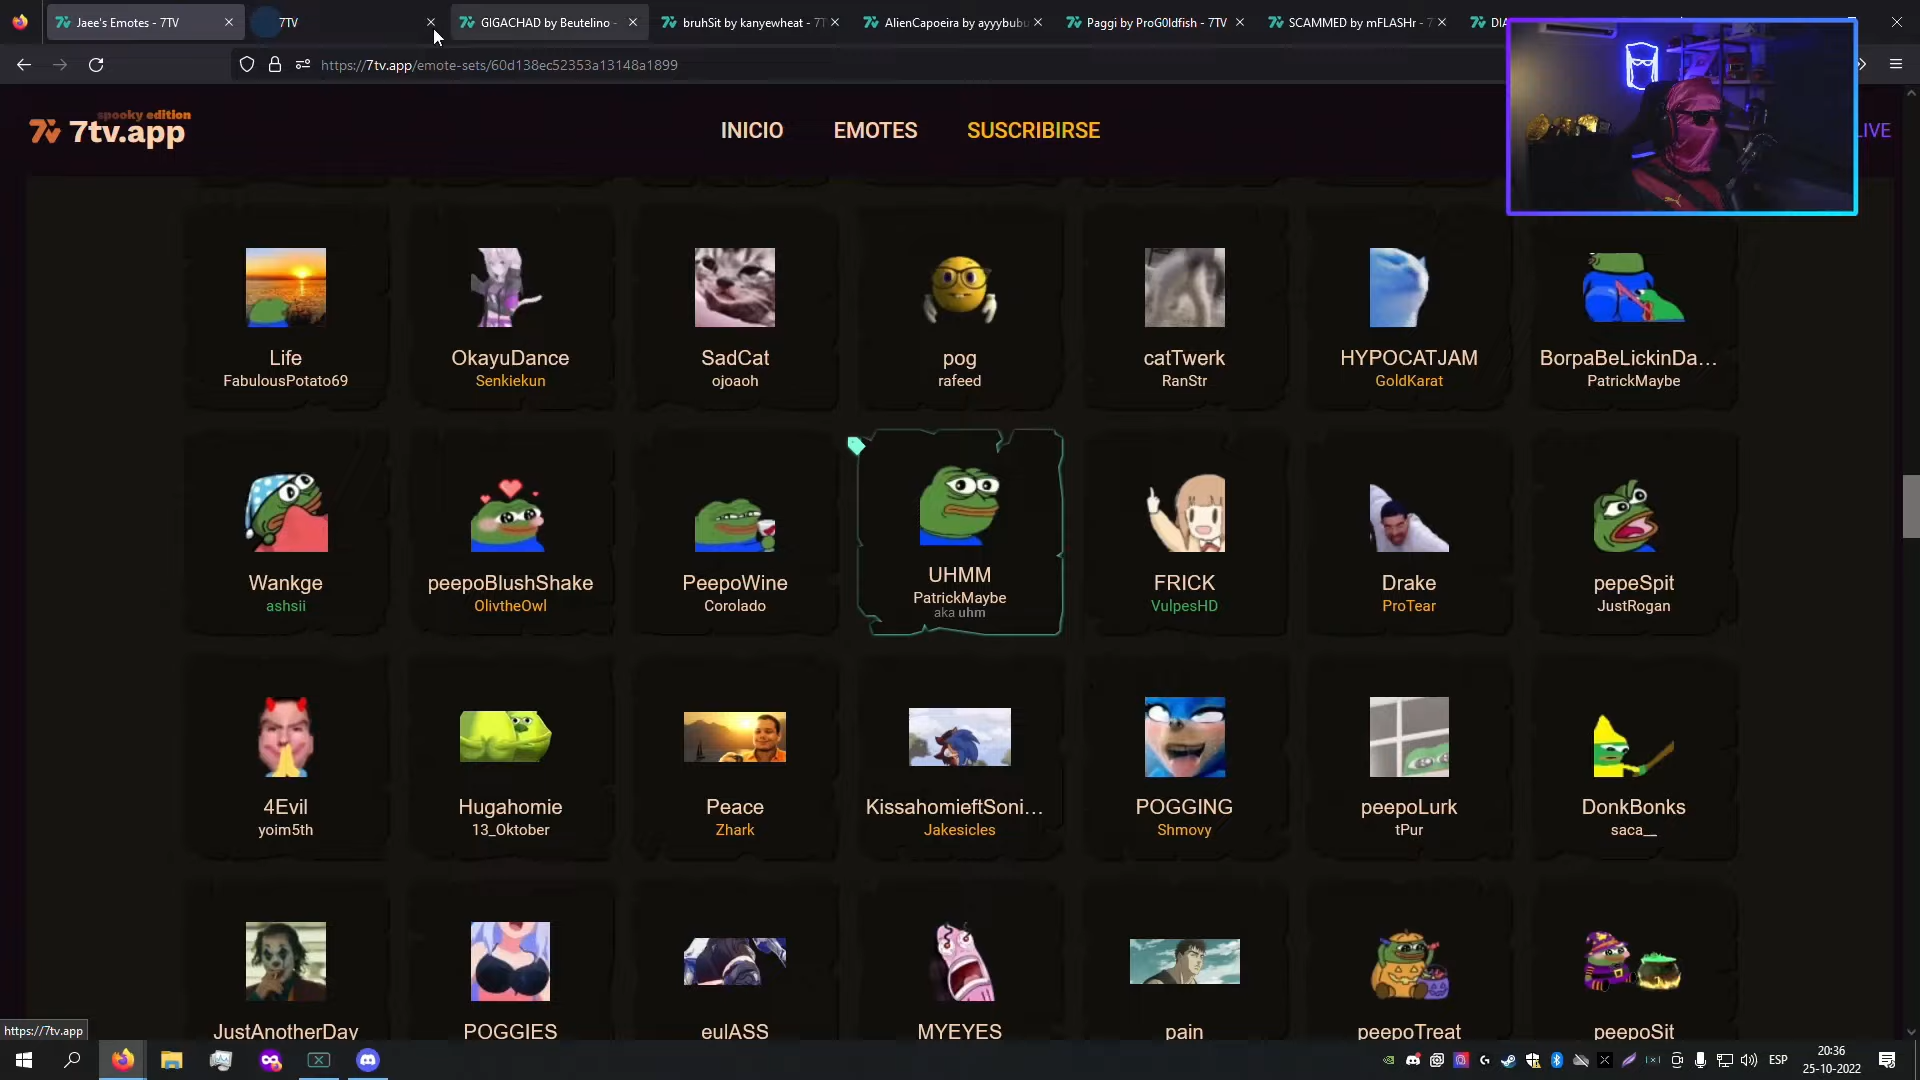 Jaee's Emotes - 7TV
7TV
GIGACHAD by Beutelino -
bruhSit by kanyewheat - 7T
AlienCapoeira by ayyybubu
Paggi by ProG0ldfish - 7TV
SCAMMED by mFLASHr - 7
DIA
https://7tv.app/emote-sets/60d138ec52353a13148a1899
spooky edition
7tv.app
INICIO
EMOTES
SUSCRIBIRSE
LIVE
Life
FabulousPotato69
OkayuDance
Senkiekun
SadCat
ojoaoh
pog
rafeed
catTwerk
RanStr
HYPOCATJAM
GoldKarat
BorpaBeLickinDa...
PatrickMaybe
Wankge
ashsii
peepoBlushShake
OlivtheOwl
PeepoWine
Corolado
UHMM
PatrickMaybe
aka uhm
FRICK
VulpesHD
Drake
ProTear
pepeSpit
JustRogan
4Evil
yoim5th
Hugahomie
13_Oktober
Peace
Zhark
KissahomieftSoni...
Jakesicles
POGGING
Shmovy
peepoLurk
tPur
DonkBonks
saca__
JustAnotherDay
POGGIES
eulASS
MYEYES
pain
peepoTreat
peepoSit
https://7tv.app
ESP
20:36
25-10-2022